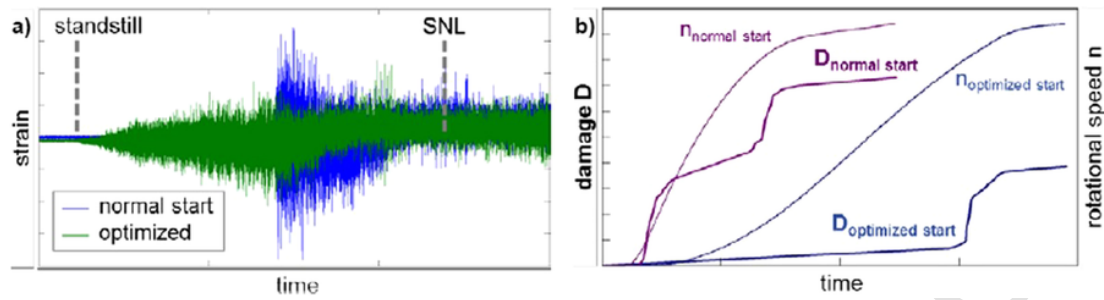 a)
standstill
SNL
strain
normal start
optimized
time
b)
n normal start
D normal start
n optimized start
D optimized start
damage D
rotational speed n
time